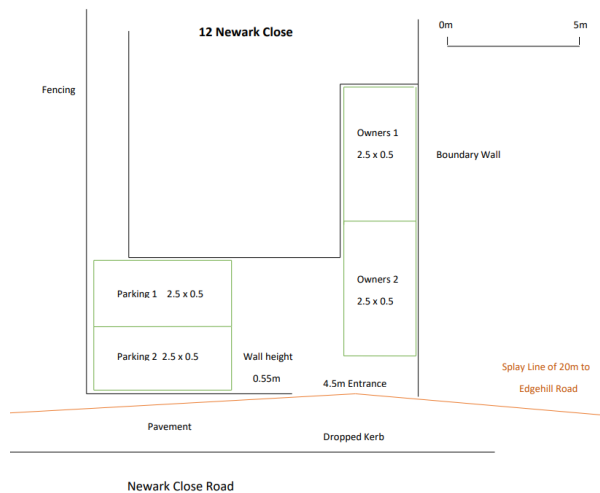 12 Newark Close
0m
5m
Fencing
Owners 1
2.5 x 0.5
Boundary Wall
Owners 2
2.5 x 0.5
Parking 1 2.5 x 0.5
Parking 2 2.5 x 0.5
Wall height
0.55m
4.5m Entrance
Splay Line of 20m to
Edgehill Road
Pavement
Dropped Kerb
Newark Close Road